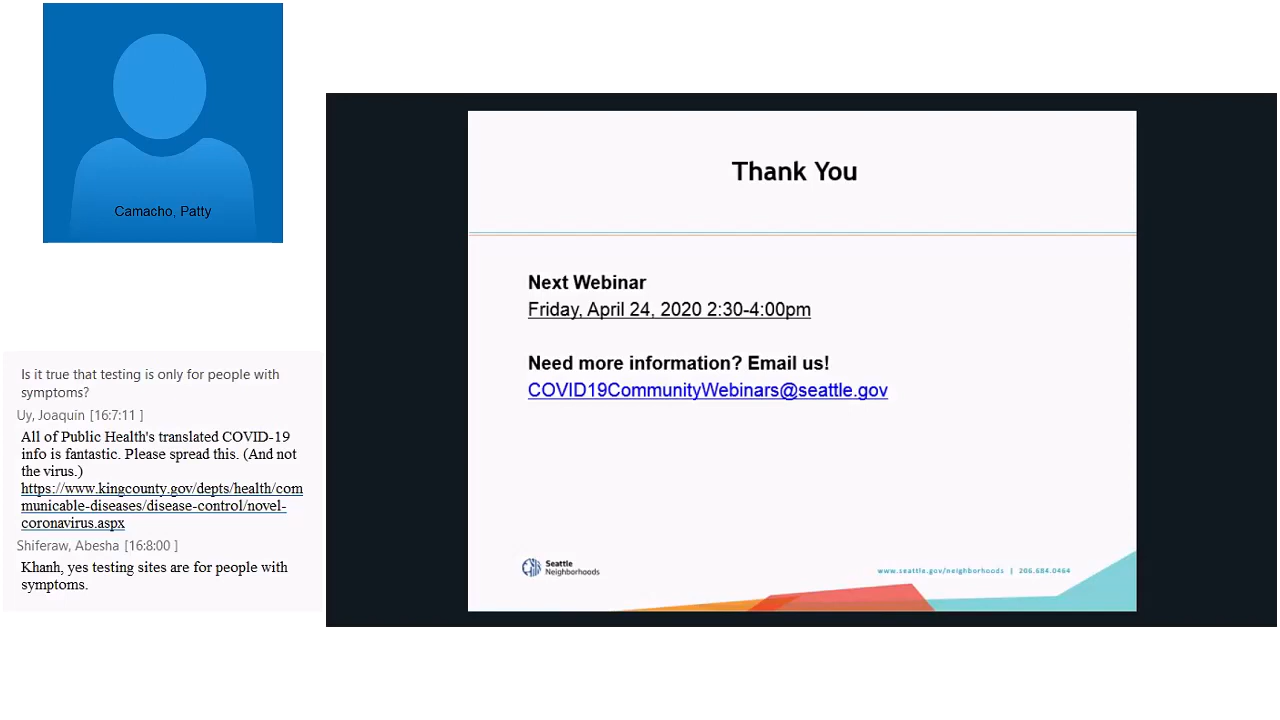 Camacho, Patty
Is it true that testing is only for people with
symptoms?
Uy, Joaquin [16:7:11 ]
All of Public Health's translated COVID-19
info is fantastic. Please spread this. (And not
the virus.)
https://www.kingcounty.gov/depts/health/com
municable-diseases/disease-control/novel-
coronavirus.aspx
Shiferaw, Abesha [16:8:00 ]
Khanh, yes testing sites are for people with
symptoms.
Thank You
Next Webinar
Friday, April 24, 2020 2:30-4:00pm
Need more information? Email us!
COVID19CommunityWebinars@seattle.gov
Seattle
Neighborhoods
www.seattle.gov/neighborhoods | 206.684.0464